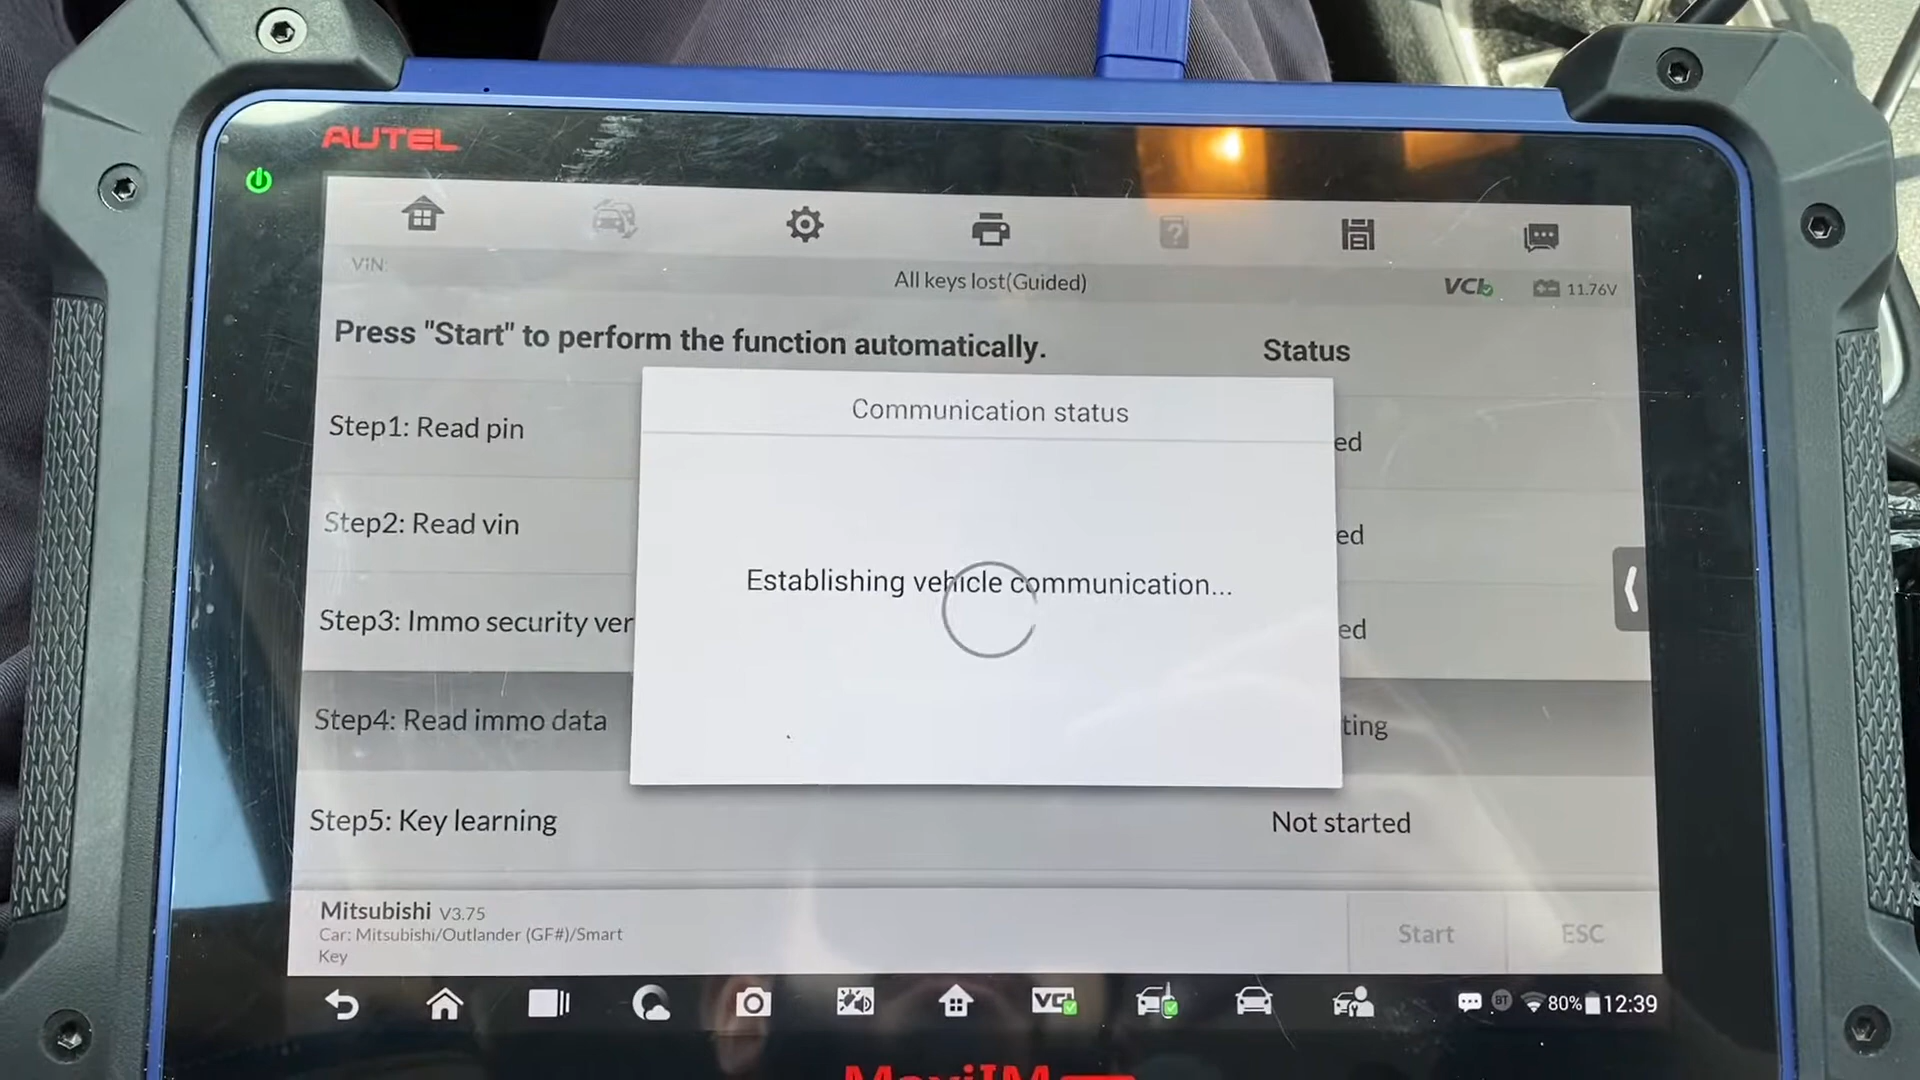 AUTEL
VIN:
All keys lost(Guided)
VCI
11.76V
Press "Start" to perform the function automatically.
Status
Communication status
Step1: Read pin
ed
Step2: Read vin
ed
Establishing vehicle communication...
Step3: Immo security ver
ed
Step4: Read immo data
ting
Step5: Key learning
Not started
Mitsubishi V3.75
Car: Mitsubishi/Outlander (GF#)/Smart
Key
Start
ESC
VCI
BT
80%
12:39
MaxiIM